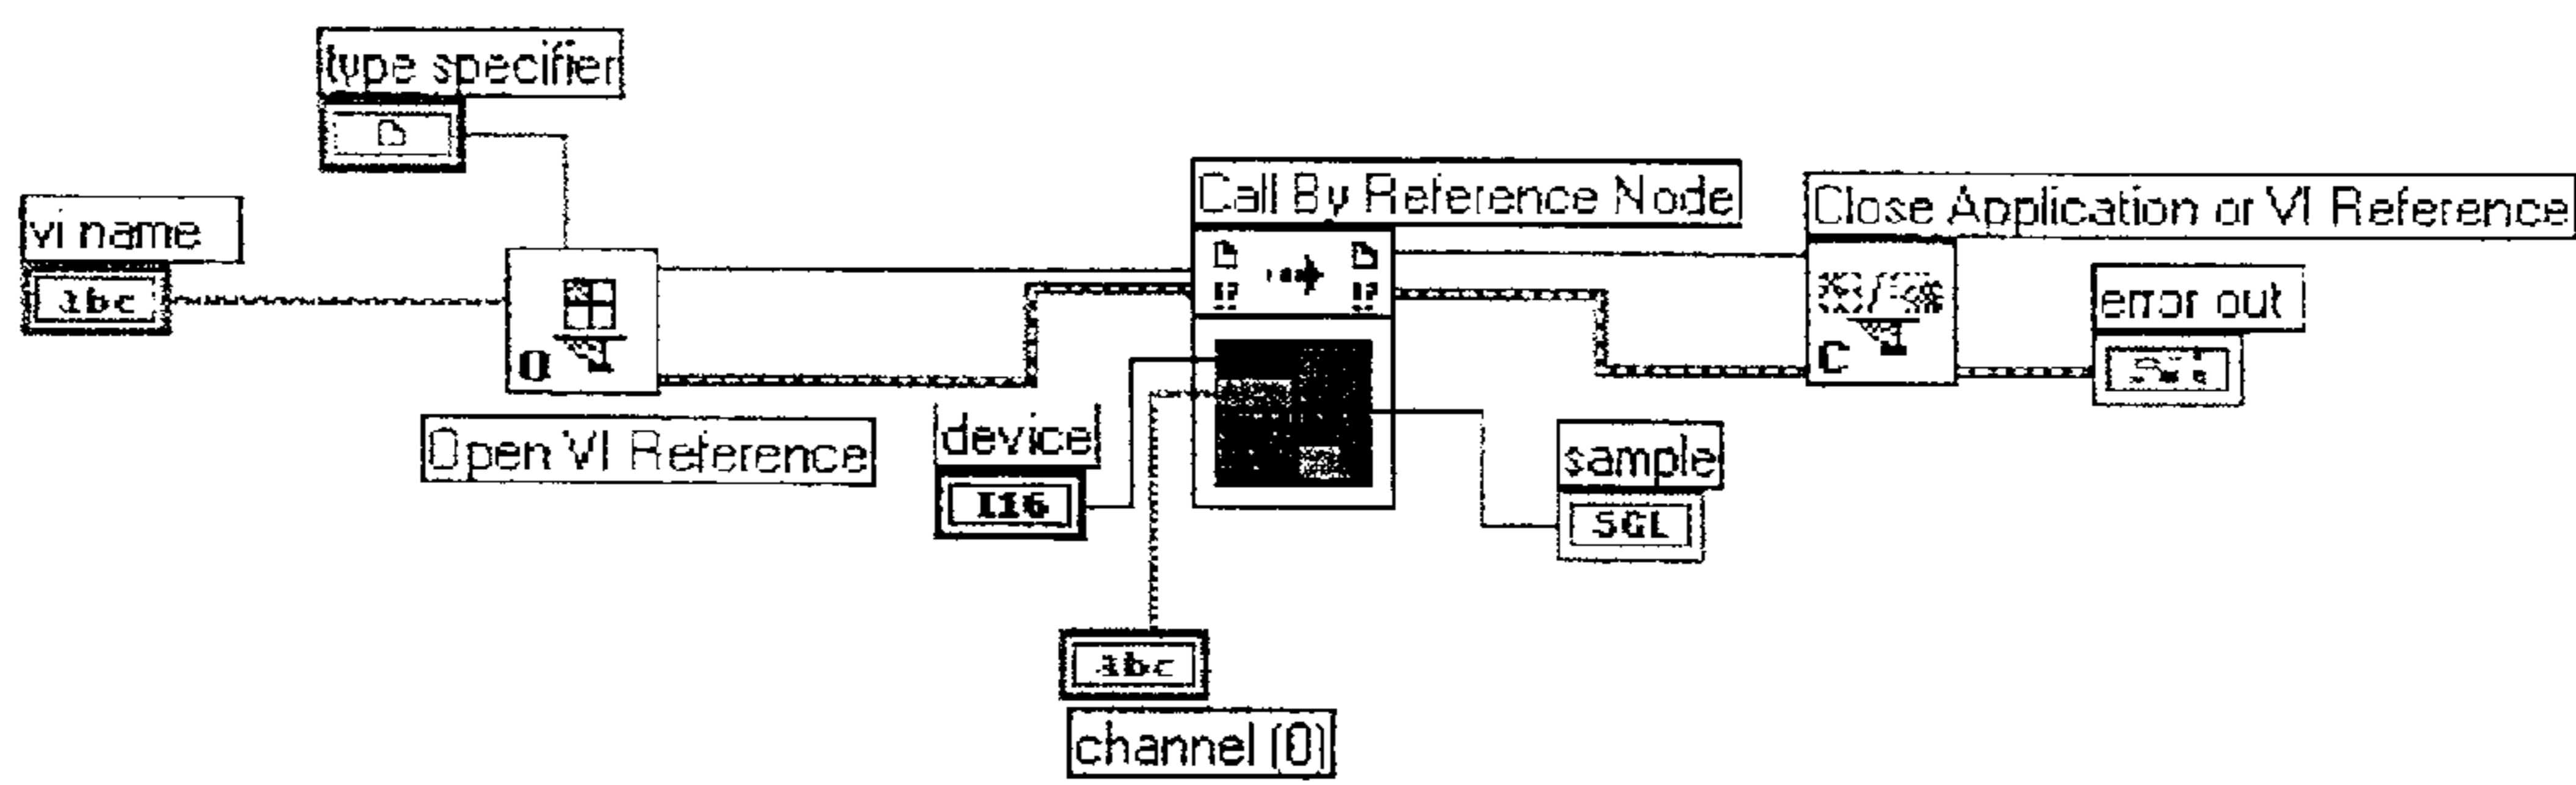 type specifier
vi name
abc
O
Open VI Reference
Call By Reference Node
Close Application or VI Reference
C
error out
device
I16
sample
SGL
abc
channel (0)